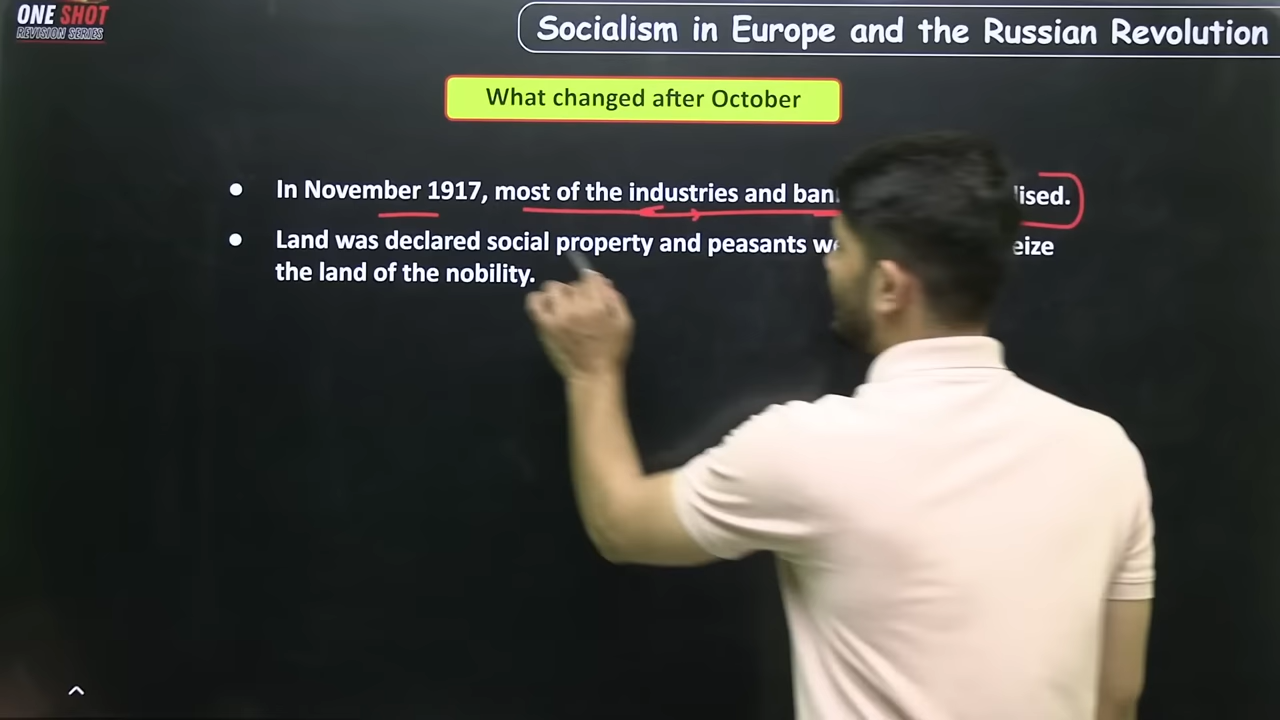 ONE SHOT
REVISION SERIES
Socialism in Europe and the Russian Revolution
What changed after October
In November 1917, most of the industries and ban lised.
Land was declared social property and peasants we eize
the land of the nobility.